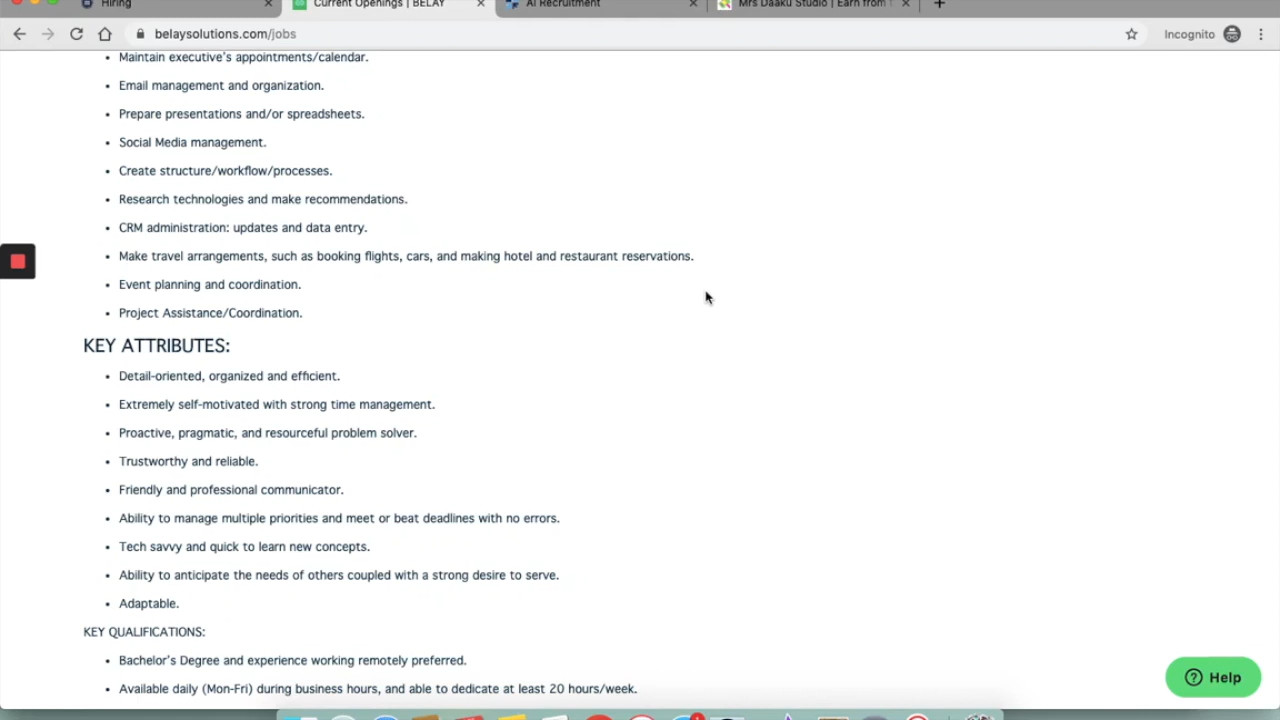 Hiring
Current Openings | BELAY
AI Recruitment
Mrs Daaku Studio | Earn from
belaysolutions.com/jobs
Incognito
Maintain executive's appointments/calendar.
Email management and organization.
Prepare presentations and/or spreadsheets.
Social Media management.
Create structure/workflow/processes.
Research technologies and make recommendations.
CRM administration: updates and data entry.
Make travel arrangements, such as booking flights, cars, and making hotel and restaurant reservations.
Event planning and coordination.
Project Assistance/Coordination.
KEY ATTRIBUTES:
Detail-oriented, organized and efficient.
Extremely self-motivated with strong time management.
Proactive, pragmatic, and resourceful problem solver.
Trustworthy and reliable.
Friendly and professional communicator.
Ability to manage multiple priorities and meet or beat deadlines with no errors.
Tech savvy and quick to learn new concepts.
Ability to anticipate the needs of others coupled with a strong desire to serve.
Adaptable.
KEY QUALIFICATIONS:
Bachelor's Degree and experience working remotely preferred.
Available daily (Mon-Fri) during business hours, and able to dedicate at least 20 hours/week.
Help